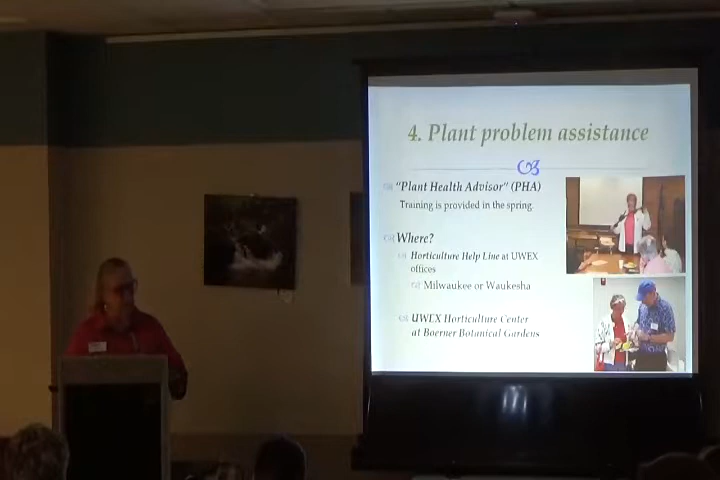 4. Plant problem assistance
"Plant Health Advisor" (PHA)
Training is provided in the spring.
Where?
Horticulture Help Line at UWEX
offices
Milwaukee or Waukesha
UWEX Horticulture Center
at Boerner Botanical Gardens